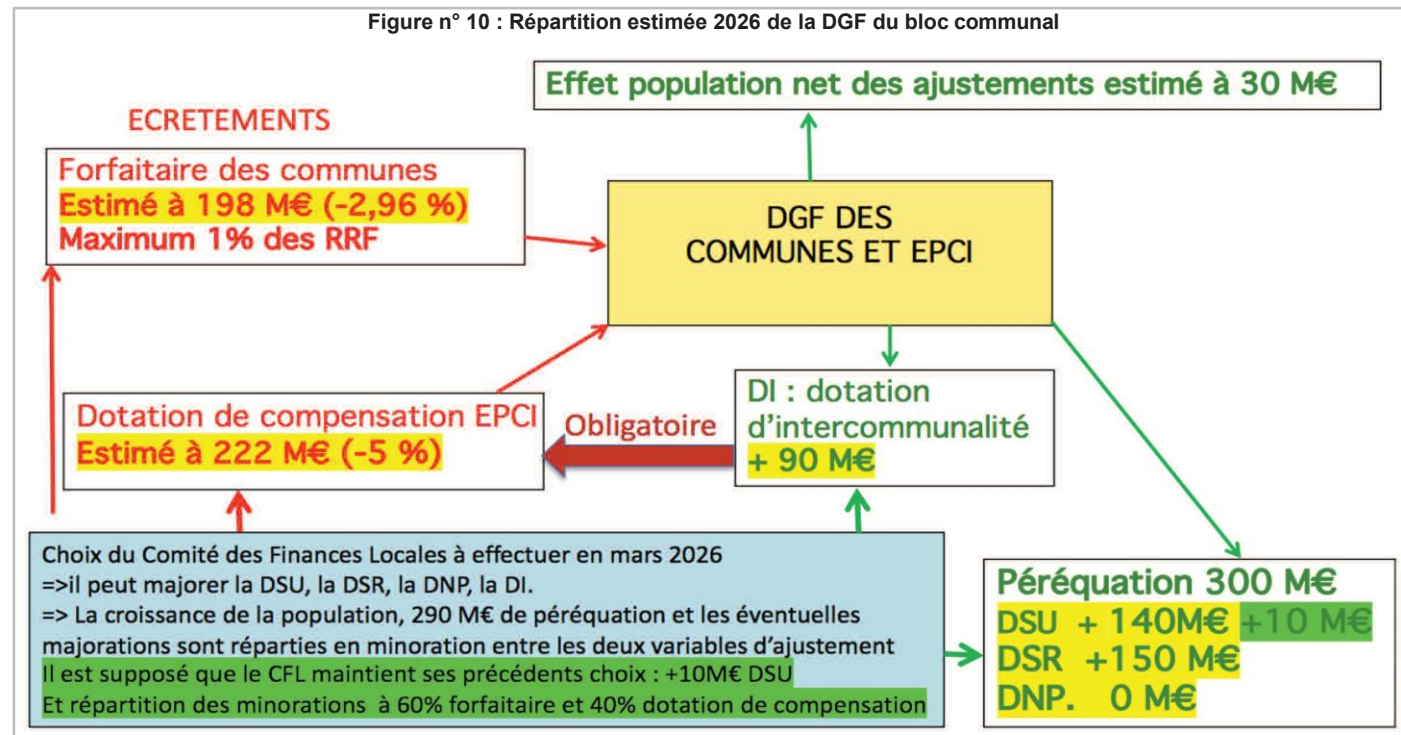 Figure n° 10 : Répartition estimée 2026 de la DGF du bloc communal
Effet population net des ajustements estimé à 30 M€
ECRETEMENTS
Forfaitaire des communes
Estimé à 198 M€ (-2,96 %)
Maximum 1% des RRF
DGF DES
COMMUNES ET EPCI
Dotation de compensation EPCI
Estimé à 222 M€ (-5 %)
Obligatoire
DI : dotation
d'intercommunalité
+ 90 M€
Choix du Comité des Finances Locales à effectuer en mars 2026
=>il peut majorer la DSU, la DSR, la DNP, la DI.
=> La croissance de la population, 290 M€ de péréquation et les éventuelles
majorations sont réparties en minoration entre les deux variables d'ajustement
Il est supposé que le CFL maintient ses précédents choix : +10M€ DSU
Et répartition des minorations à 60% forfaitaire et 40% dotation de compensation
Péréquation 300 M€
DSU + 140M€ +10 M€
DSR +150 M€
DNP. 0 M€